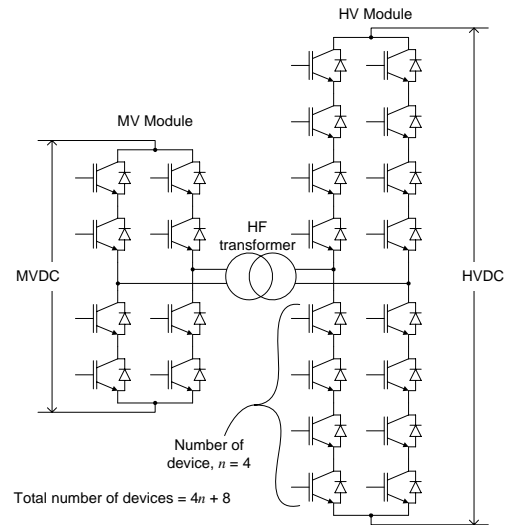 HV Module
MV Module
HF
transformer
MVDC
HVDC
Number of
device, n = 4
Total number of devices = 4n + 8